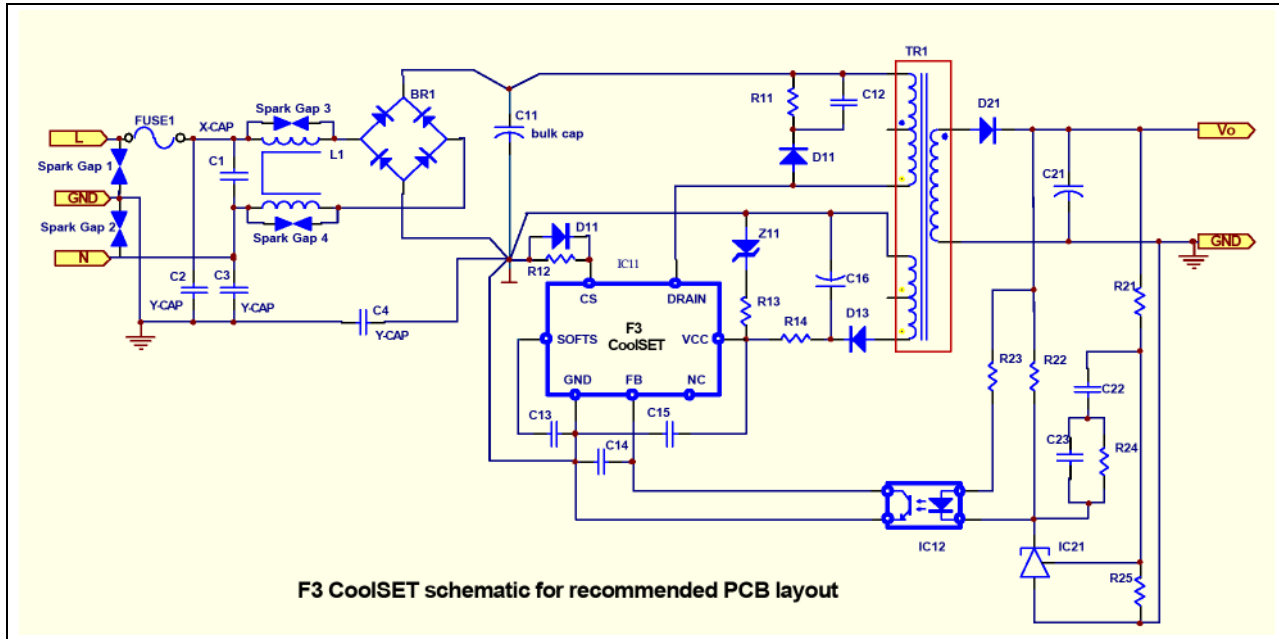 TR1
BR1
Spark Gap 3
R11
C12
D21
FUSE1
X-CAP
C11
bulk cap
L
Vo
L1
C1
Spark Gap 1
D11
C21
GND
Spark Gap 2
Spark Gap 4
D11
Z11
GND
N
R12
IC11
C2
C3
C16
R21
Y-CAP
Y-CAP
CS
DRAIN
R13
C4
F3
CoolSET
R14
D13
Y-CAP
SOFTS
VCC
R23
R22
GND
FB
NC
C22
C13
C15
C14
C23
R24
IC12
IC21
R25
F3 CoolSET schematic for recommended PCB layout